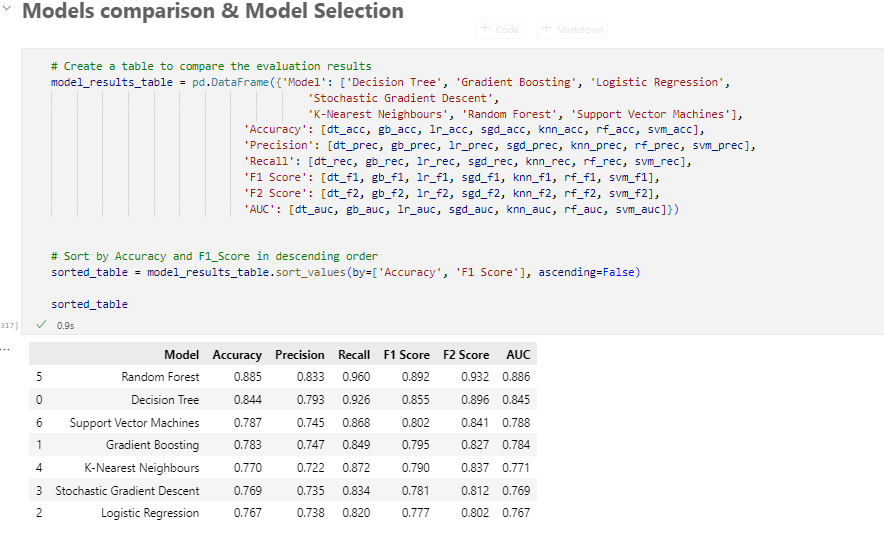 Models comparison & Model Selection
+ Code + Markdown
# Create a table to compare the evaluation results
model_results_table = pd.DataFrame({'Model': ['Decision Tree', 'Gradient Boosting', 'Logistic Regression',
'Stochastic Gradient Descent',
'K-Nearest Neighbours', 'Random Forest', 'Support Vector Machines'],
'Accuracy': [dt_acc, gb_acc, lr_acc, sgd_acc, knn_acc, rf_acc, svm_acc],
'Precision': [dt_prec, gb_prec, lr_prec, sgd_prec, knn_prec, rf_prec, svm_prec],
'Recall': [dt_rec, gb_rec, lr_rec, sgd_rec, knn_rec, rf_rec, svm_rec],
'F1 Score': [dt_f1, gb_f1, lr_f1, sgd_f1, knn_f1, rf_f1, svm_f1],
'F2 Score': [dt_f2, gb_f2, lr_f2, sgd_f2, knn_f2, rf_f2, svm_f2],
'AUC': [dt_auc, gb_auc, lr_auc, sgd_auc, knn_auc, rf_auc, svm_auc]})
# Sort by Accuracy and F1_Score in descending order
sorted_table = model_results_table.sort_values(by=['Accuracy', 'F1 Score'], ascending=False)
sorted_table
317] ✓ 0.9s
...
Model Accuracy Precision Recall F1 Score F2 Score AUC
5 Random Forest 0.885 0.833 0.960 0.892 0.932 0.886
0 Decision Tree 0.844 0.793 0.926 0.855 0.896 0.845
6 Support Vector Machines 0.787 0.745 0.868 0.802 0.841 0.788
1 Gradient Boosting 0.783 0.747 0.849 0.795 0.827 0.784
4 K-Nearest Neighbours 0.770 0.722 0.872 0.790 0.837 0.771
3 Stochastic Gradient Descent 0.769 0.735 0.834 0.781 0.812 0.769
2 Logistic Regression 0.767 0.738 0.820 0.777 0.802 0.767